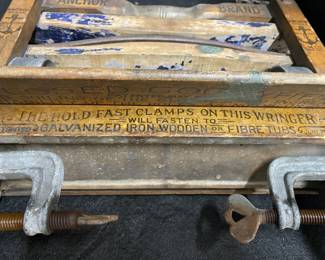 ANCHOR BRAND
THE HOLD FAST CLAMPS ON THIS WRINGER
WILL FASTEN TO
GALVANIZED IRON, WOODEN OR FIBRE TUBS